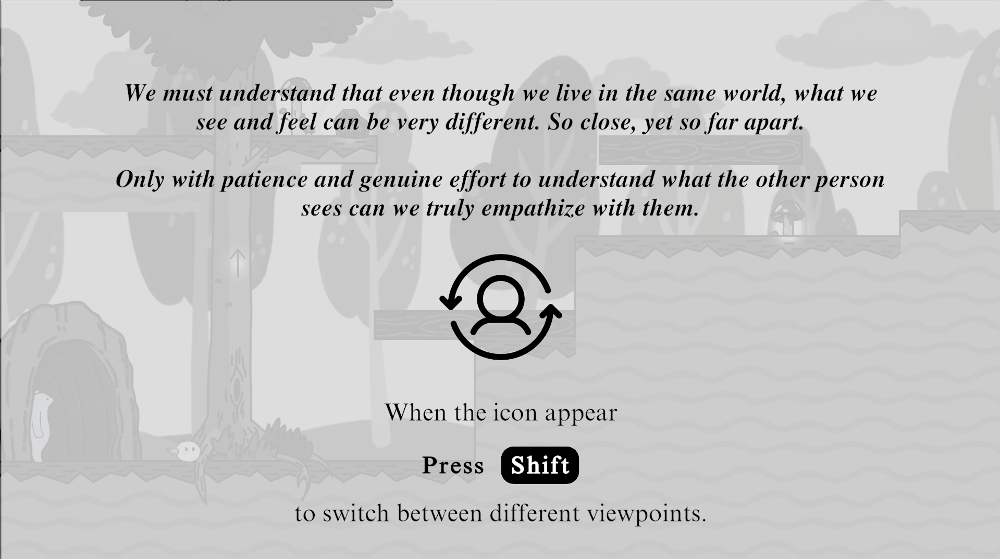 We must understand that even though we live in the same world, what we
see and feel can be very different. So close, yet so far apart.
Only with patience and genuine effort to understand what the other person
sees can we truly empathize with them.
When the icon appear
Press Shift
to switch between different viewpoints.